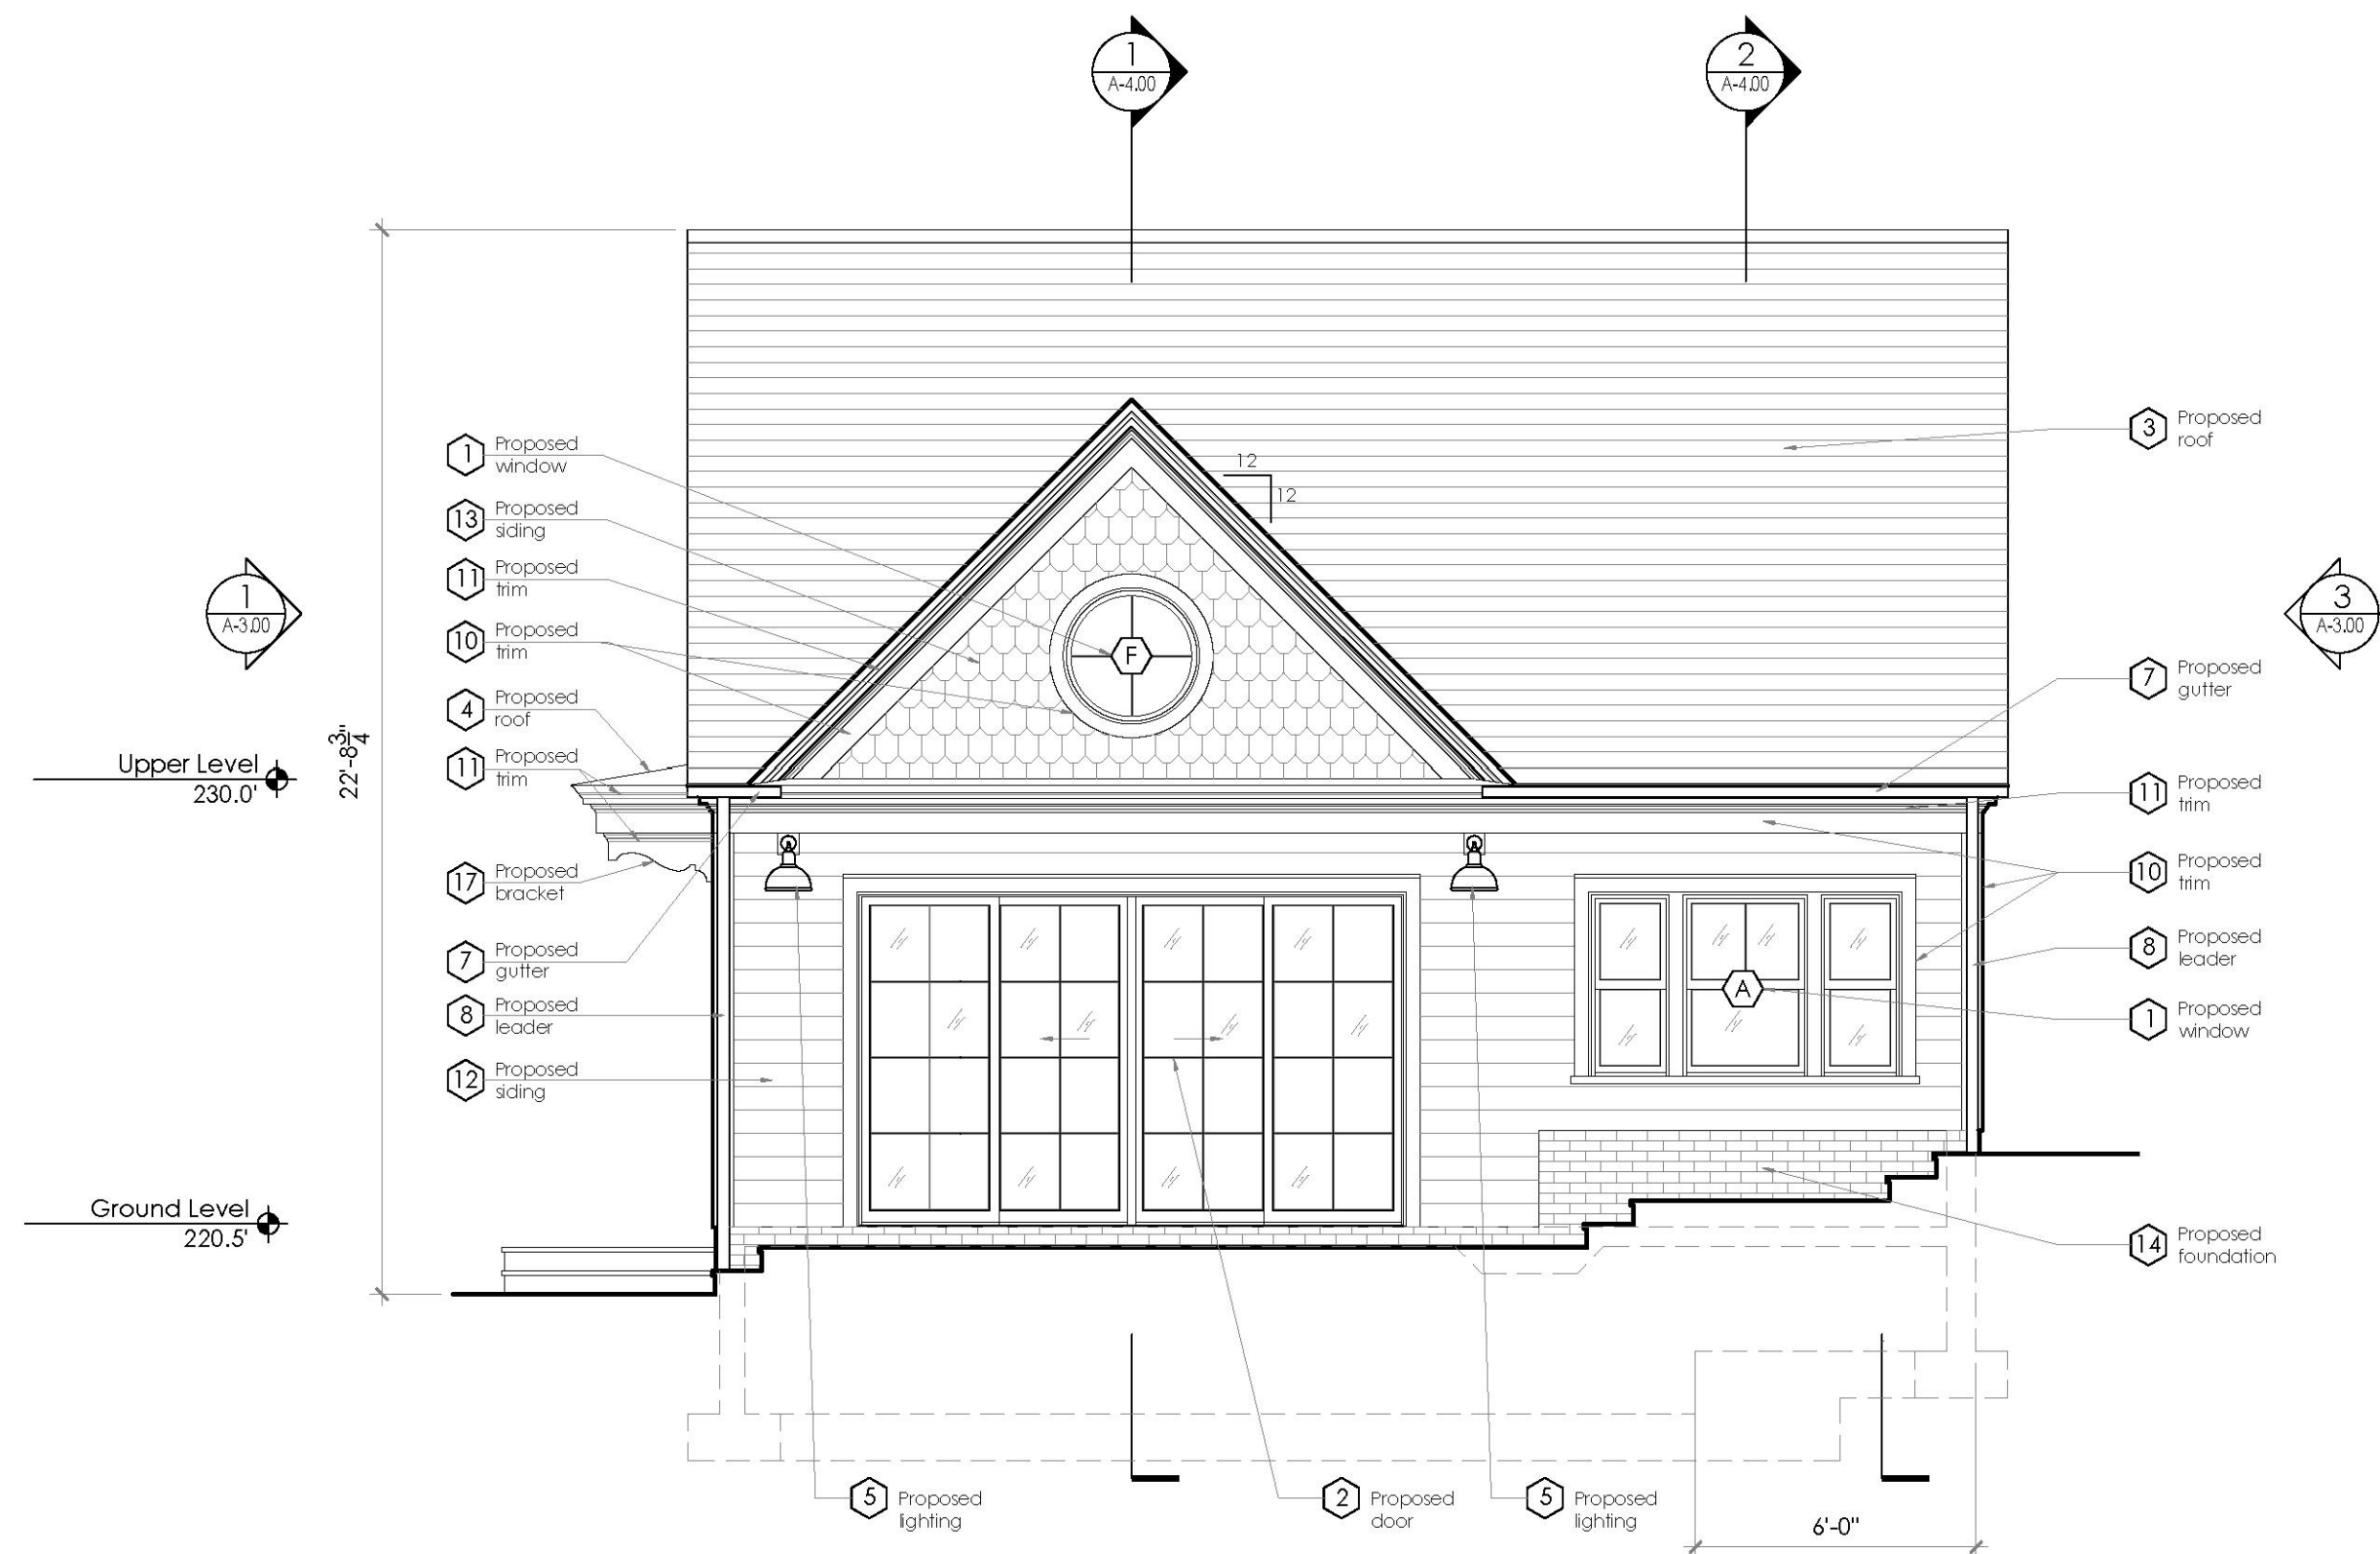 1
A-4.00
2
A-4.00
12
12
1
Proposed
window
13
Proposed
siding
11
Proposed
trim
10
Proposed
trim
4
Proposed
roof
11
Proposed
trim
17
Proposed
bracket
7
Proposed
gutter
8
Proposed
leader
12
Proposed
siding
1
A-3.00
22'-8 3/4"
Upper Level
230.0'
Ground Level
220.5'
F
A
3
Proposed
roof
3
A-3.00
7
Proposed
gutter
11
Proposed
trim
10
Proposed
trim
8
Proposed
leader
1
Proposed
window
14
Proposed
foundation
5
Proposed
lighting
2
Proposed
door
5
Proposed
lighting
6'-0"